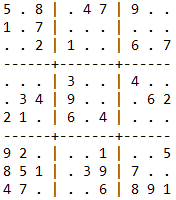 5 . 8 | . 4 7 | 9 . .
1 . 7 | . . . | . . .
. . 2 | 1 . . | 6 . 7
------+-------+------
. . . | 3 . . | 4 . .
. 3 4 | 9 . . | . 6 2
2 1 . | 6 . 4 | . . .
------+-------+------
9 2 . | . . 1 | . . 5
8 5 1 | . 3 9 | 7 . .
4 7 . | . . 6 | 8 9 1